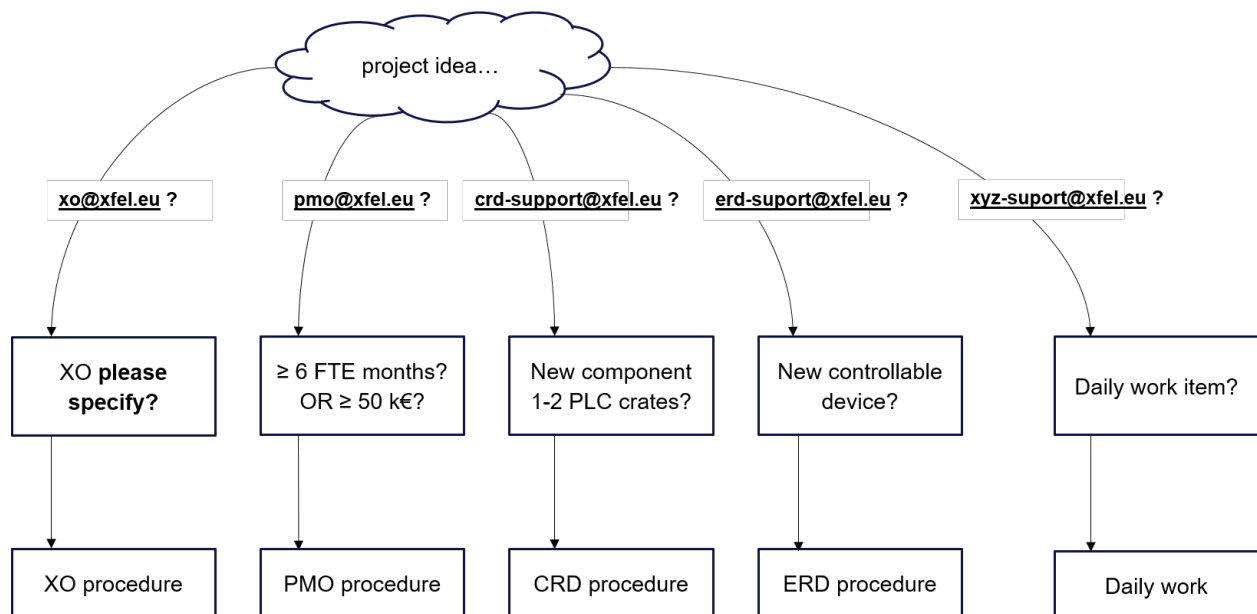 project idea…
xo@xfel.eu ?
pmo@xfel.eu ?
crd-support@xfel.eu ?
erd-suport@xfel.eu ?
xyz-suport@xfel.eu ?
XO please
specify?
≥ 6 FTE months?
OR ≥ 50 k€?
New component
1-2 PLC crates?
New controllable
device?
Daily work item?
XO procedure
PMO procedure
CRD procedure
ERD procedure
Daily work